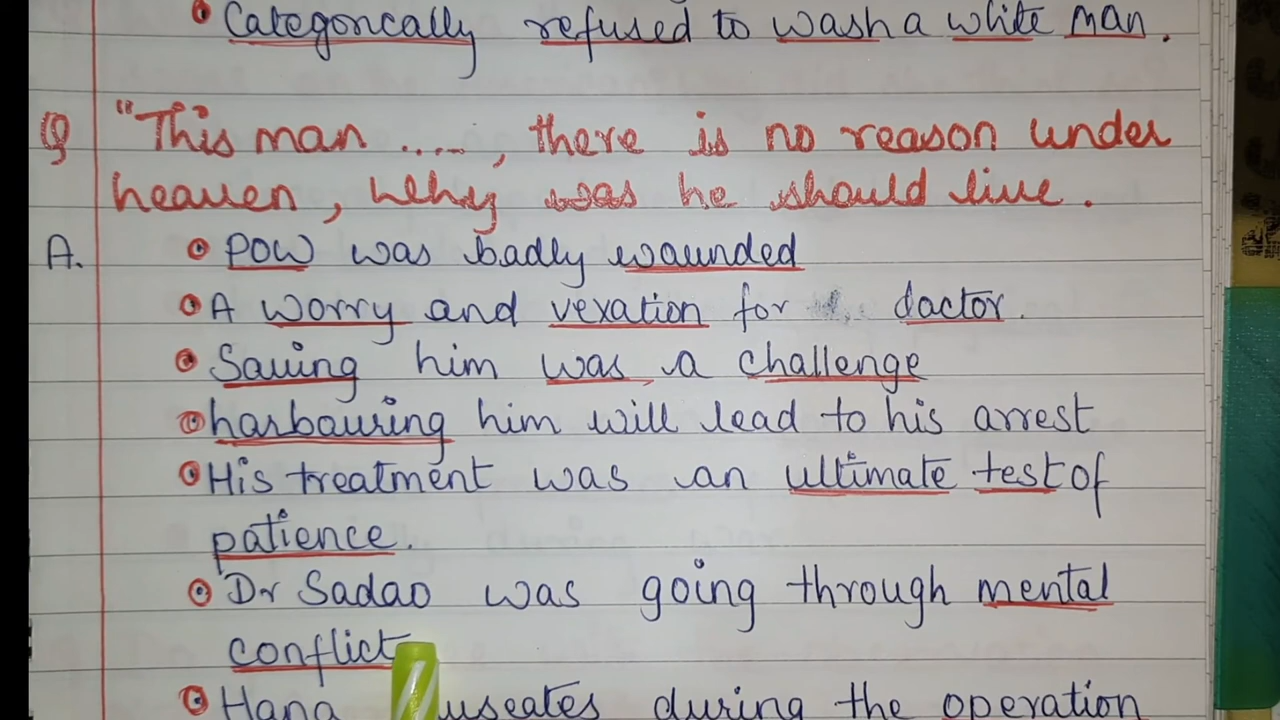 • Categorically refused to wash a white man.
Q "This man ...., there is no reason under
heaven, why was he should live.
A. • POW was badly wounded
• A worry and vexation for doctor.
• Saving him was a challenge
• harbouring him will lead to his arrest
• His treatment was an ultimate test of
patience.
• Dr Sadao was going through mental
conflict
• Hana during the operation